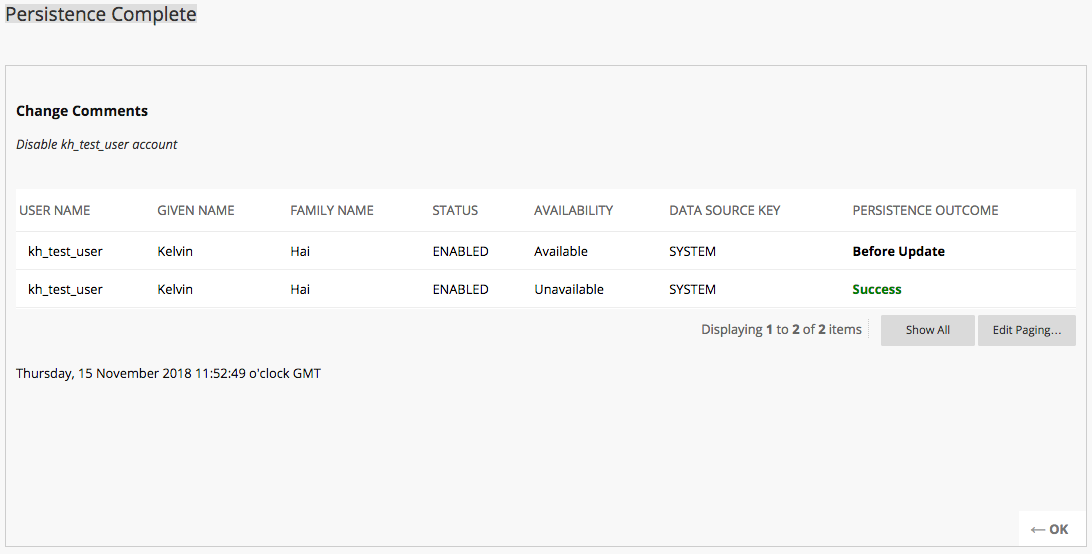 Persistence Complete
Change Comments
Disable kh_test_user account
USER NAME GIVEN NAME FAMILY NAME STATUS AVAILABILITY DATA SOURCE KEY PERSISTENCE OUTCOME
kh_test_user Kelvin Hai ENABLED Available SYSTEM Before Update
kh_test_user Kelvin Hai ENABLED Unavailable SYSTEM Success
Displaying 1 to 2 of 2 items Show All Edit Paging...
Thursday, 15 November 2018 11:52:49 o'clock GMT
← OK